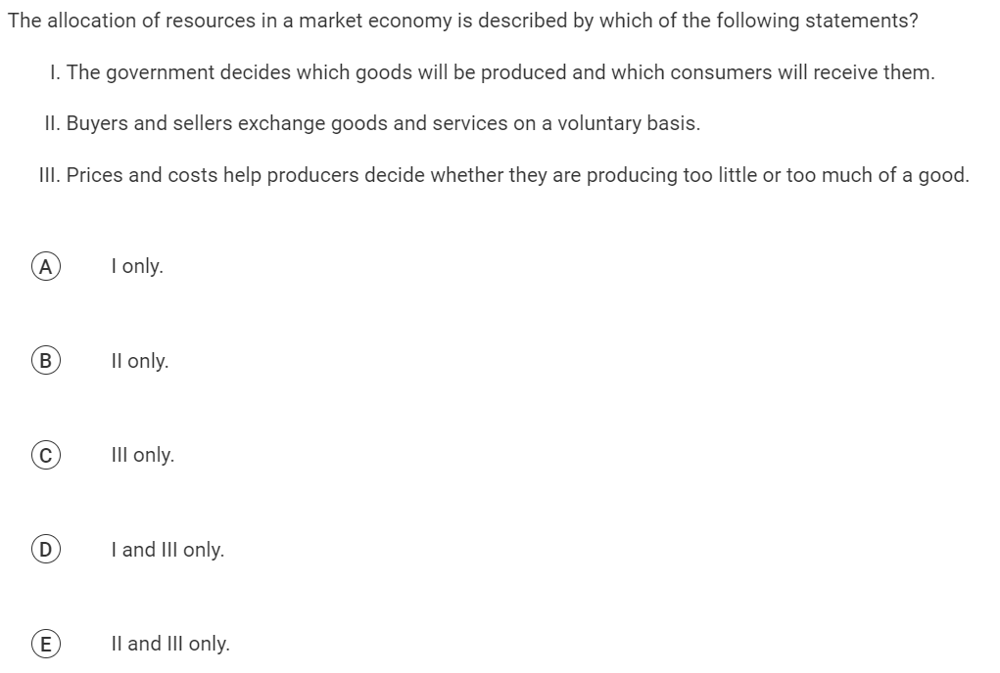 The allocation of resources in a market economy is described by which of the following statements?
I. The government decides which goods will be produced and which consumers will receive them.
II. Buyers and sellers exchange goods and services on a voluntary basis.
III. Prices and costs help producers decide whether they are producing too little or too much of a good.
A I only.
B II only.
C III only.
D I and III only.
E II and III only.